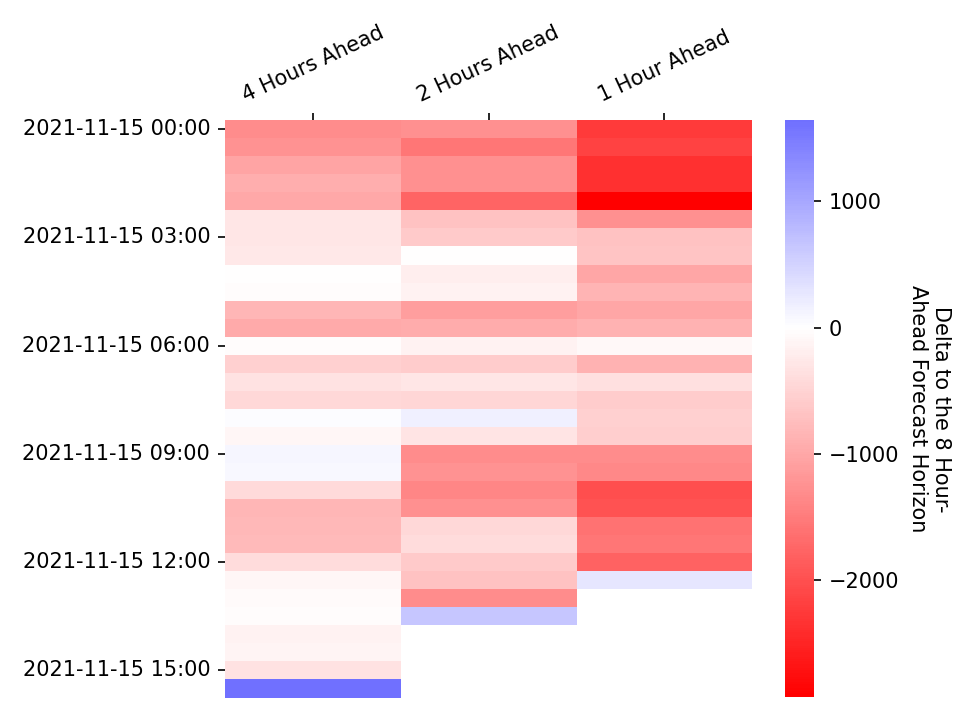 4 Hours Ahead
2 Hours Ahead
1 Hour Ahead
2021-11-15 00:00
2021-11-15 03:00
2021-11-15 06:00
2021-11-15 09:00
2021-11-15 12:00
2021-11-15 15:00
1000
0
−1000
−2000
Delta to the 8 Hour-
Ahead Forecast Horizon